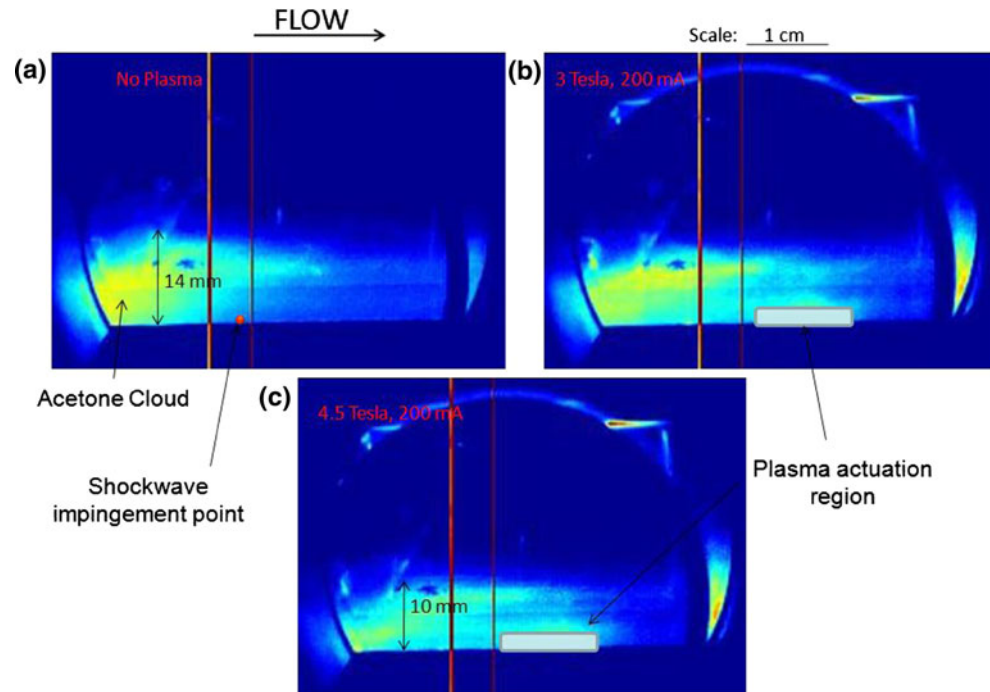 FLOW
Scale: 1 cm
(a)
No Plasma
(b)
3 Tesla, 200 mA
14 mm
Acetone Cloud
Shockwave
impingement point
(c)
4.5 Tesla, 200 mA
10 mm
Plasma actuation
region